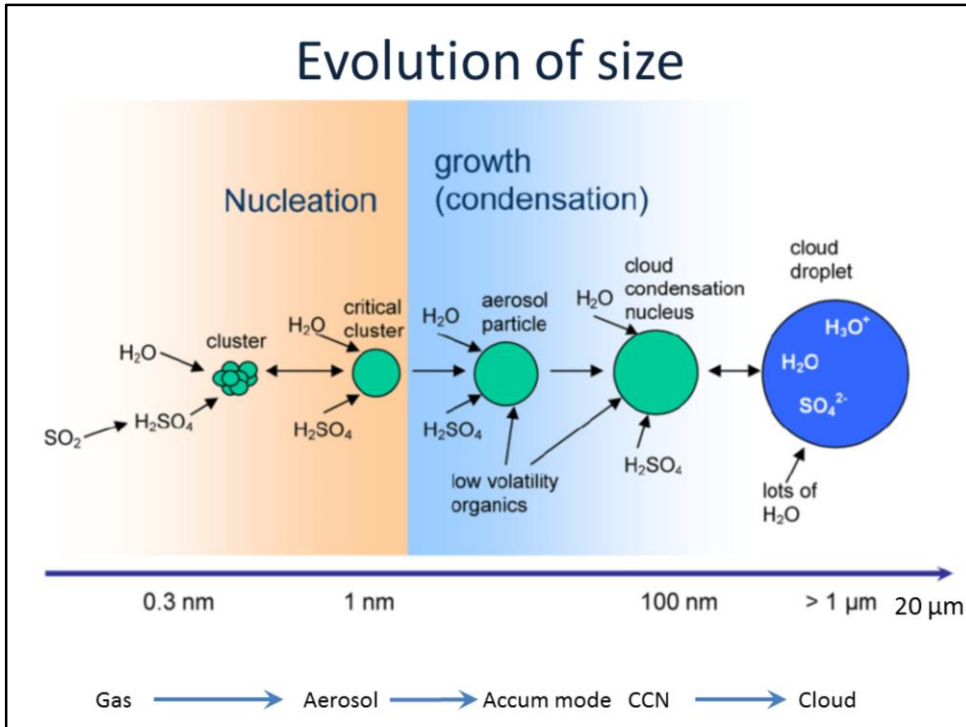 Evolution of size
Nucleation
growth
(condensation)
SO₂
H₂O
H₂SO₄
cluster
H₂O
critical
cluster
H₂SO₄
H₂O
aerosol
particle
H₂SO₄
low volatility
organics
H₂O
cloud
condensation
nucleus
H₂SO₄
cloud
droplet
H₃O⁺
H₂O
SO₄²⁻
lots of
H₂O
0.3 nm 1 nm 100 nm > 1 µm 20 µm
Gas Aerosol Accum mode CCN Cloud